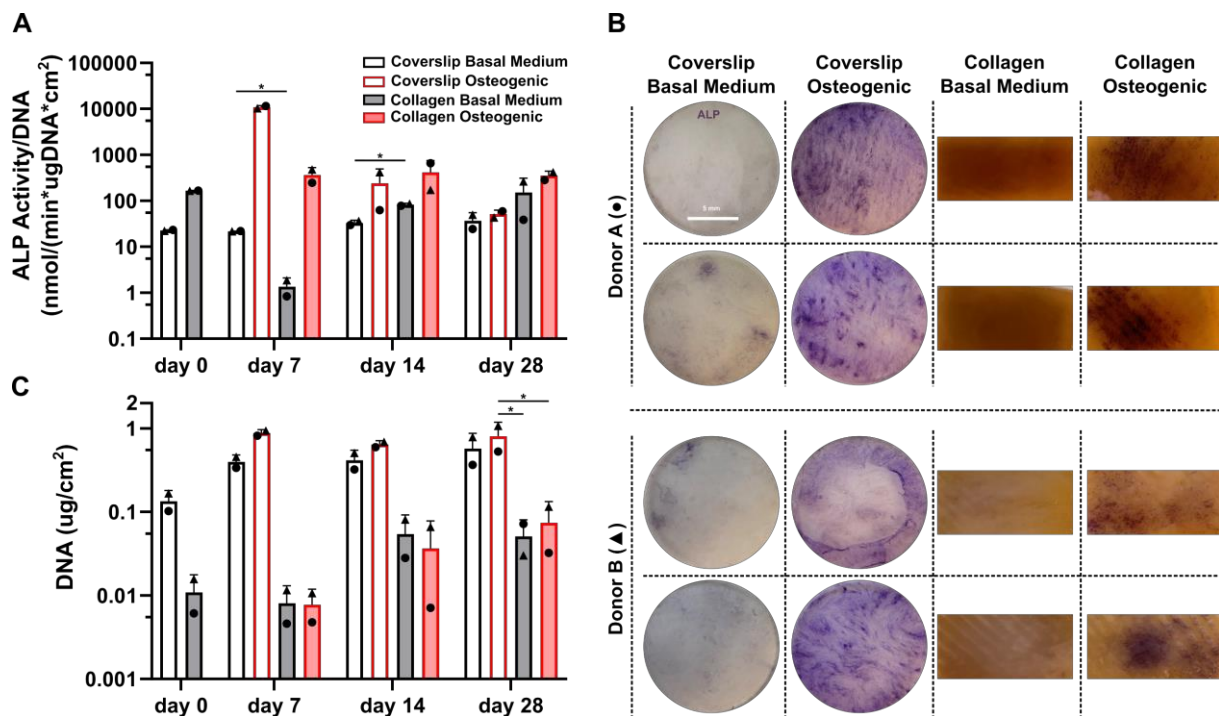 A
ALP Activity/DNA
(nmol/(min*ugDNA*cm²)
100000
10000
1000
100
10
1
0.1
Coverslip Basal Medium
Coverslip Osteogenic
Collagen Basal Medium
Collagen Osteogenic
*
*
day 0
day 7
day 14
day 28
C
DNA (ug/cm²)
2
1
0.1
0.01
0.001
*
*
day 0
day 7
day 14
day 28
B
Coverslip
Basal Medium
Coverslip
Osteogenic
Collagen
Basal Medium
Collagen
Osteogenic
Donor A (●)
ALP
5 mm
Donor B (▲)